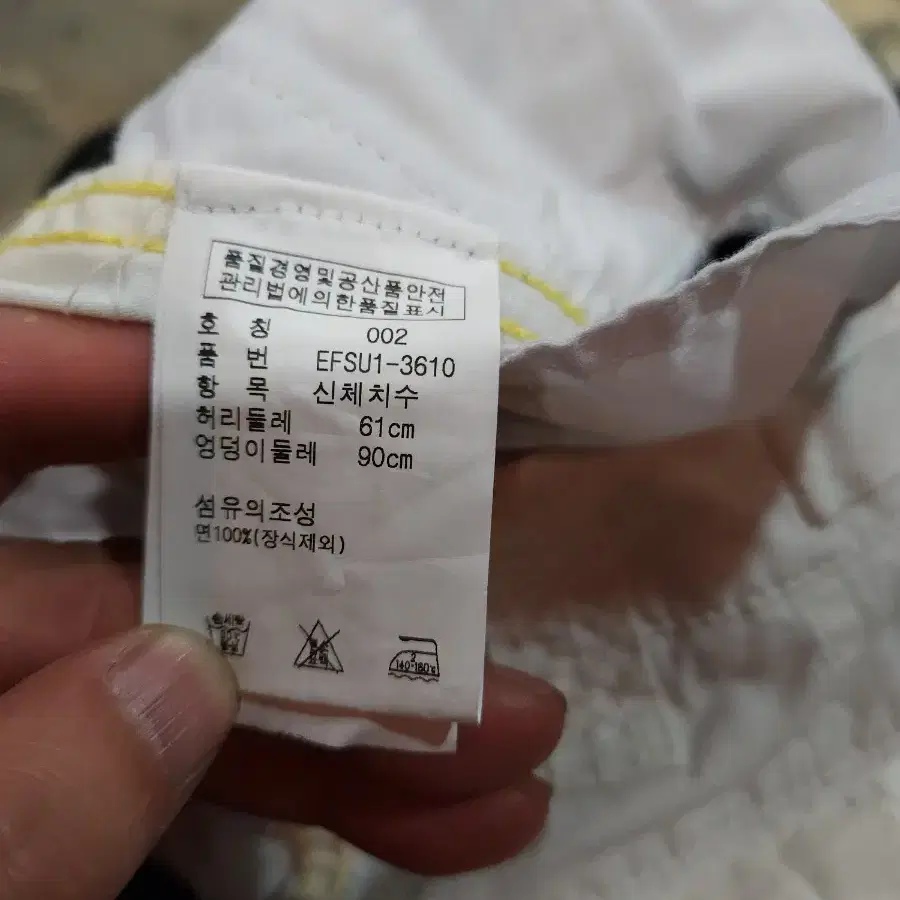 품질경영및공산품안전
관리법에의한품질표시
호 칭 002
품 번 EFSU1-3610
항 목 신체치수
허리둘레 61cm
엉덩이둘레 90cm
섬유의조성
면100%(장식제외)
2
140-160℃